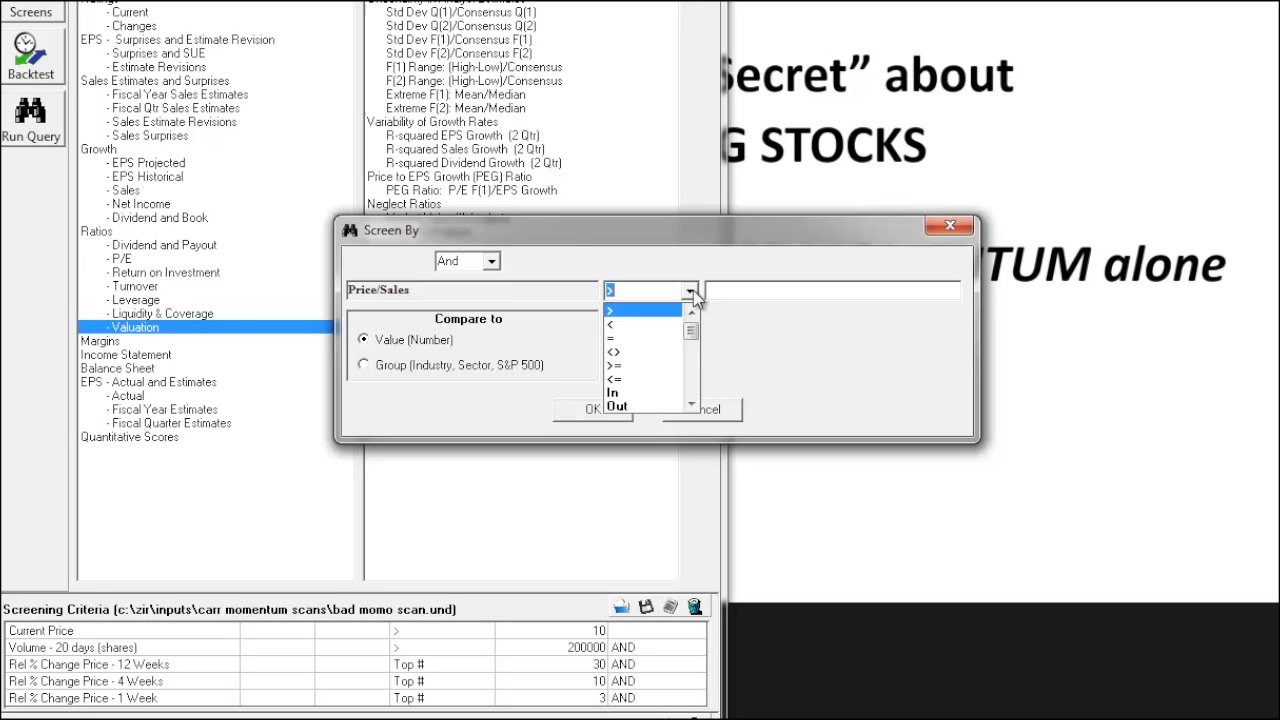 Screens
Backtest
Run Query
- Current
- Changes
EPS - Surprises and Estimate Revision
- Surprises and SUE
- Estimate Revisions
Sales Estimates and Surprises
- Fiscal Year Sales Estimates
- Fiscal Qtr Sales Estimates
- Sales Estimate Revisions
- Sales Surprises
Growth
- EPS Projected
- EPS Historical
- Sales
- Net Income
- Dividend and Book
Ratios
- Dividend and Payout
- P/E
- Return on Investment
- Turnover
- Leverage
- Liquidity & Coverage
- Valuation
Margins
Income Statement
Balance Sheet
EPS - Actual and Estimates
- Actual
- Fiscal Year Estimates
- Fiscal Quarter Estimates
Quantitative Scores
Std Dev Q(1)/Consensus Q(1)
Std Dev Q(2)/Consensus Q(2)
Std Dev F(1)/Consensus F(1)
Std Dev F(2)/Consensus F(2)
F(1) Range: (High-Low)/Consensus
F(2) Range: (High-Low)/Consensus
Extreme F(1): Mean/Median
Extreme F(2): Mean/Median
Variability of Growth Rates
R-squared EPS Growth (2 Qtr)
R-squared Sales Growth (2 Qtr)
R-squared Dividend Growth (2 Qtr)
Price to EPS Growth (PEG) Ratio
PEG Ratio: P/E F(1)/EPS Growth
Neglect Ratios
Secret” about
G STOCKS
TUM alone
Screen By
And
Price/Sales >
Compare to
Value (Number)
Group (Industry, Sector, S&P 500)
>
<
=
<>
>=
<=
In
Out
OK
Screening Criteria (c:\zir\inputs\carr momentum scans\bad momo scan.und)
Current Price > 10
Volume - 20 days (shares) > 200000 AND
Rel % Change Price - 12 Weeks Top # 30 AND
Rel % Change Price - 4 Weeks Top # 10 AND
Rel % Change Price - 1 Week Top # 3 AND